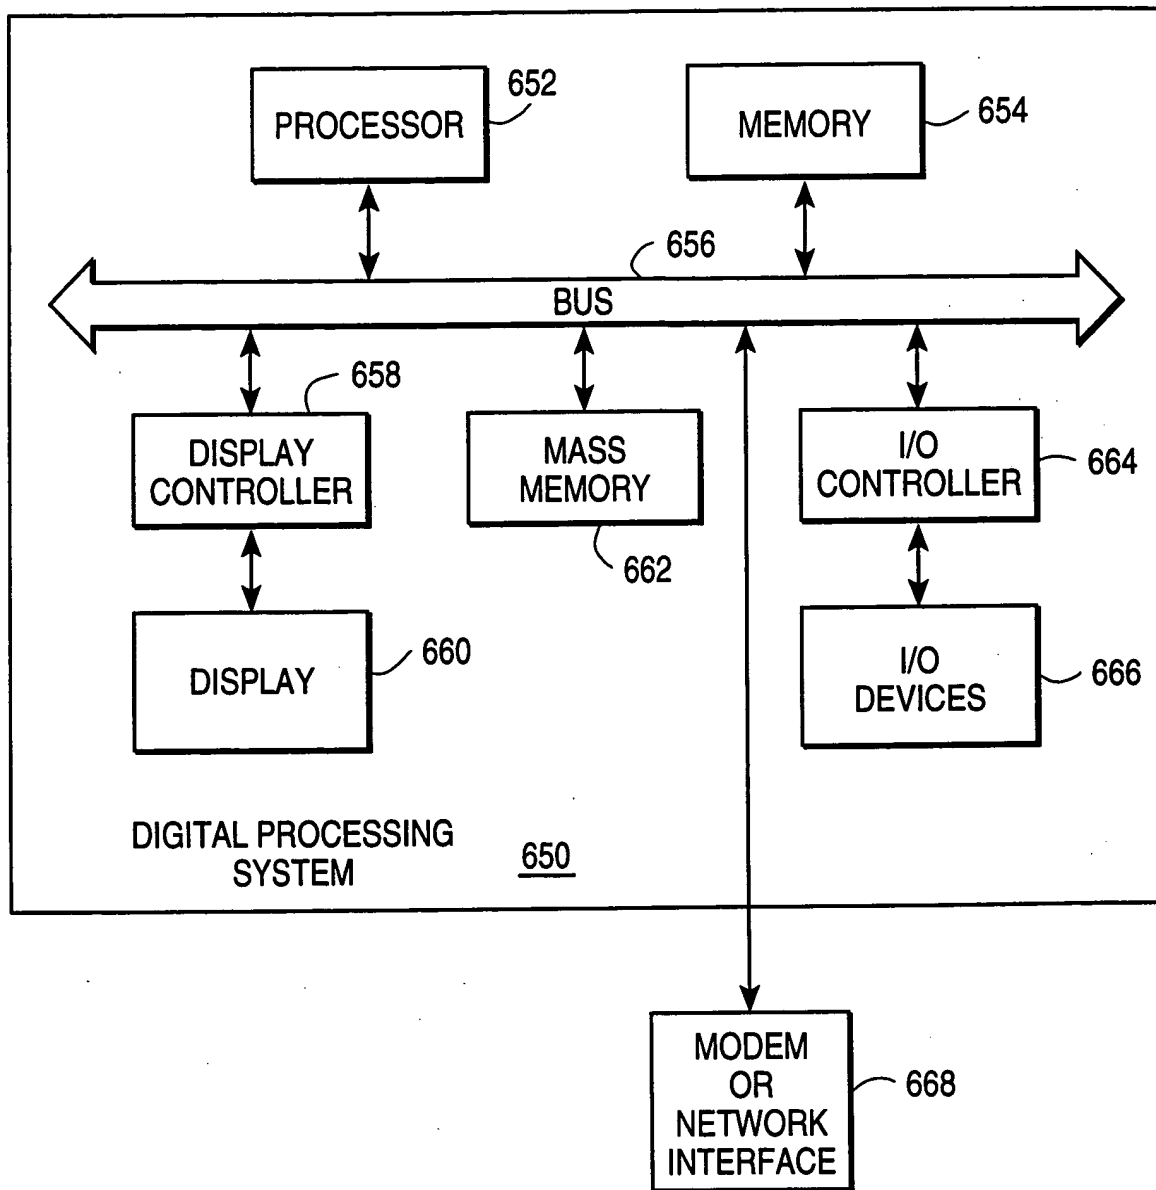 PROCESSOR
652
MEMORY
654
656
BUS
658
DISPLAY
CONTROLLER
MASS
MEMORY
662
I/O
CONTROLLER
664
DISPLAY
660
I/O
DEVICES
666
DIGITAL PROCESSING
SYSTEM
650
MODEM
OR
NETWORK
INTERFACE
668